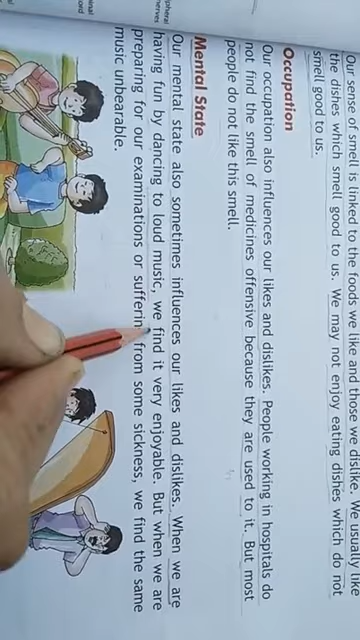 Our sense of smell is linked to the foods we like and those we dislike. We usually like
the dishes which smell good to us. We may not enjoy eating dishes which do not
smell good to us.
Occupation
Our occupation also influences our likes and dislikes. People working in hospitals do
not find the smell of medicines offensive because they are used to it. But most
people do not like this smell.
Mental State
Our mental state also sometimes influences our likes and dislikes. When we are
having fun by dancing to loud music, we find it very enjoyable. But when we are
preparing for our examinations or sufferin from some sickness, we find the same
music unbearable.